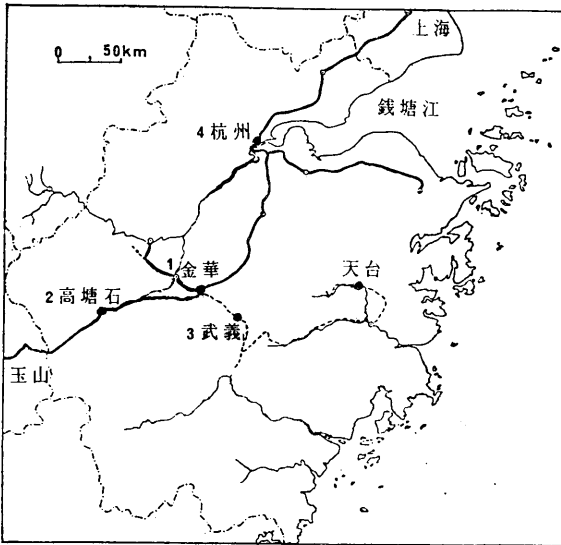 上海
0 50km
銭塘江
4 杭州
1 金華
天台
2 高塘石
3 武義
玉山